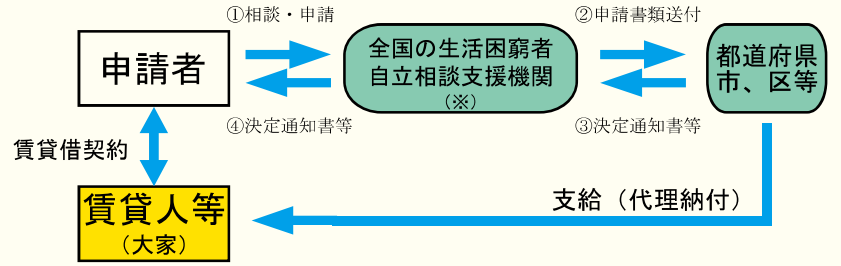 ①相談・申請
②申請書類送付
申請者
全国の生活困窮者
自立相談支援機関
（※）
都道府県
市、区等
④決定通知書等
③決定通知書等
賃貸借契約
賃貸人等
（大家）
支給（代理納付）